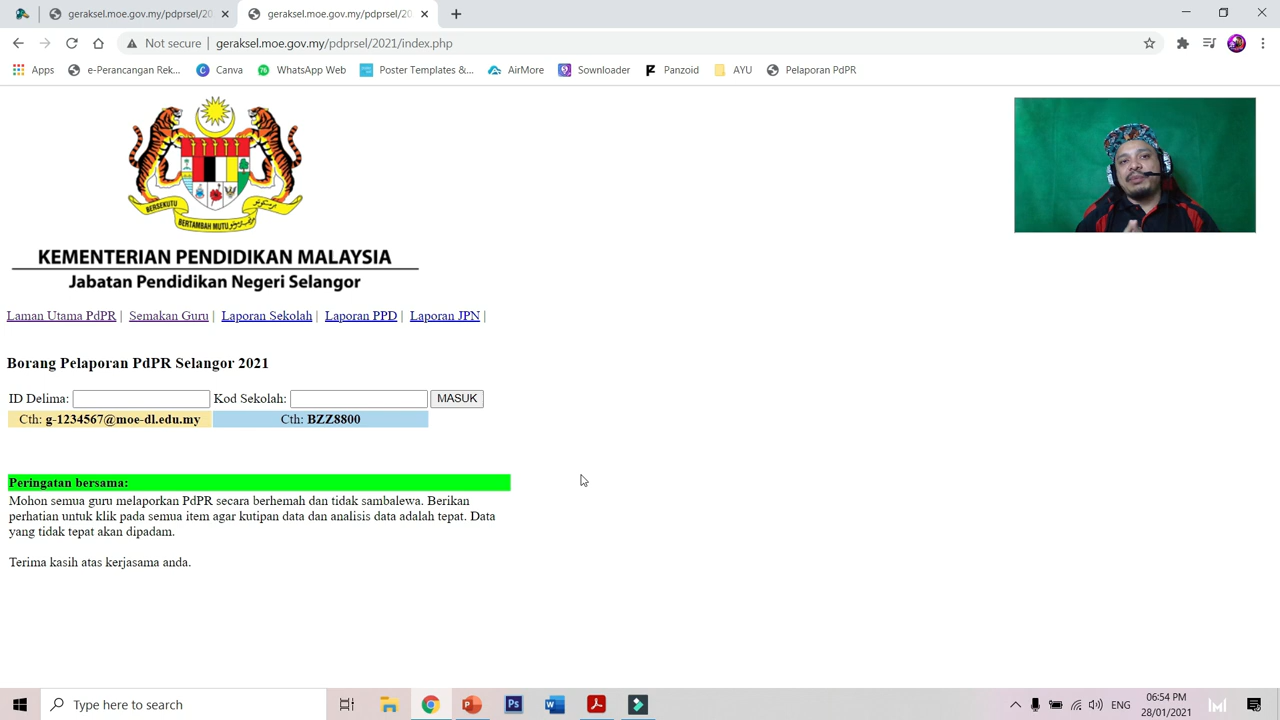 geraksel.moe.gov.my/pdprsel/20
geraksel.moe.gov.my/pdprsel/20
Not secure | geraksel.moe.gov.my/pdprsel/2021/index.php
Apps e-Perancangan Rek... Canva WhatsApp Web Poster Templates &... AirMore Sownloader Panzoid AYU Pelaporan PdPR
BERSEKUTU
BERTAMBAH MUTU
KEMENTERIAN PENDIDIKAN MALAYSIA
Jabatan Pendidikan Negeri Selangor
Laman Utama PdPR | Semakan Guru | Laporan Sekolah | Laporan PPD | Laporan JPN |
Borang Pelaporan PdPR Selangor 2021
ID Delima: Kod Sekolah: MASUK
Cth: g-1234567@moe-dl.edu.my Cth: BZZ8800
Peringatan bersama:
Mohon semua guru melaporkan PdPR secara berhemah dan tidak sambalewa. Berikan
perhatian untuk klik pada semua item agar kutipan data dan analisis data adalah tepat. Data
yang tidak tepat akan dipadam.
Terima kasih atas kerjasama anda.
Type here to search
ENG
06:54 PM
28/01/2021